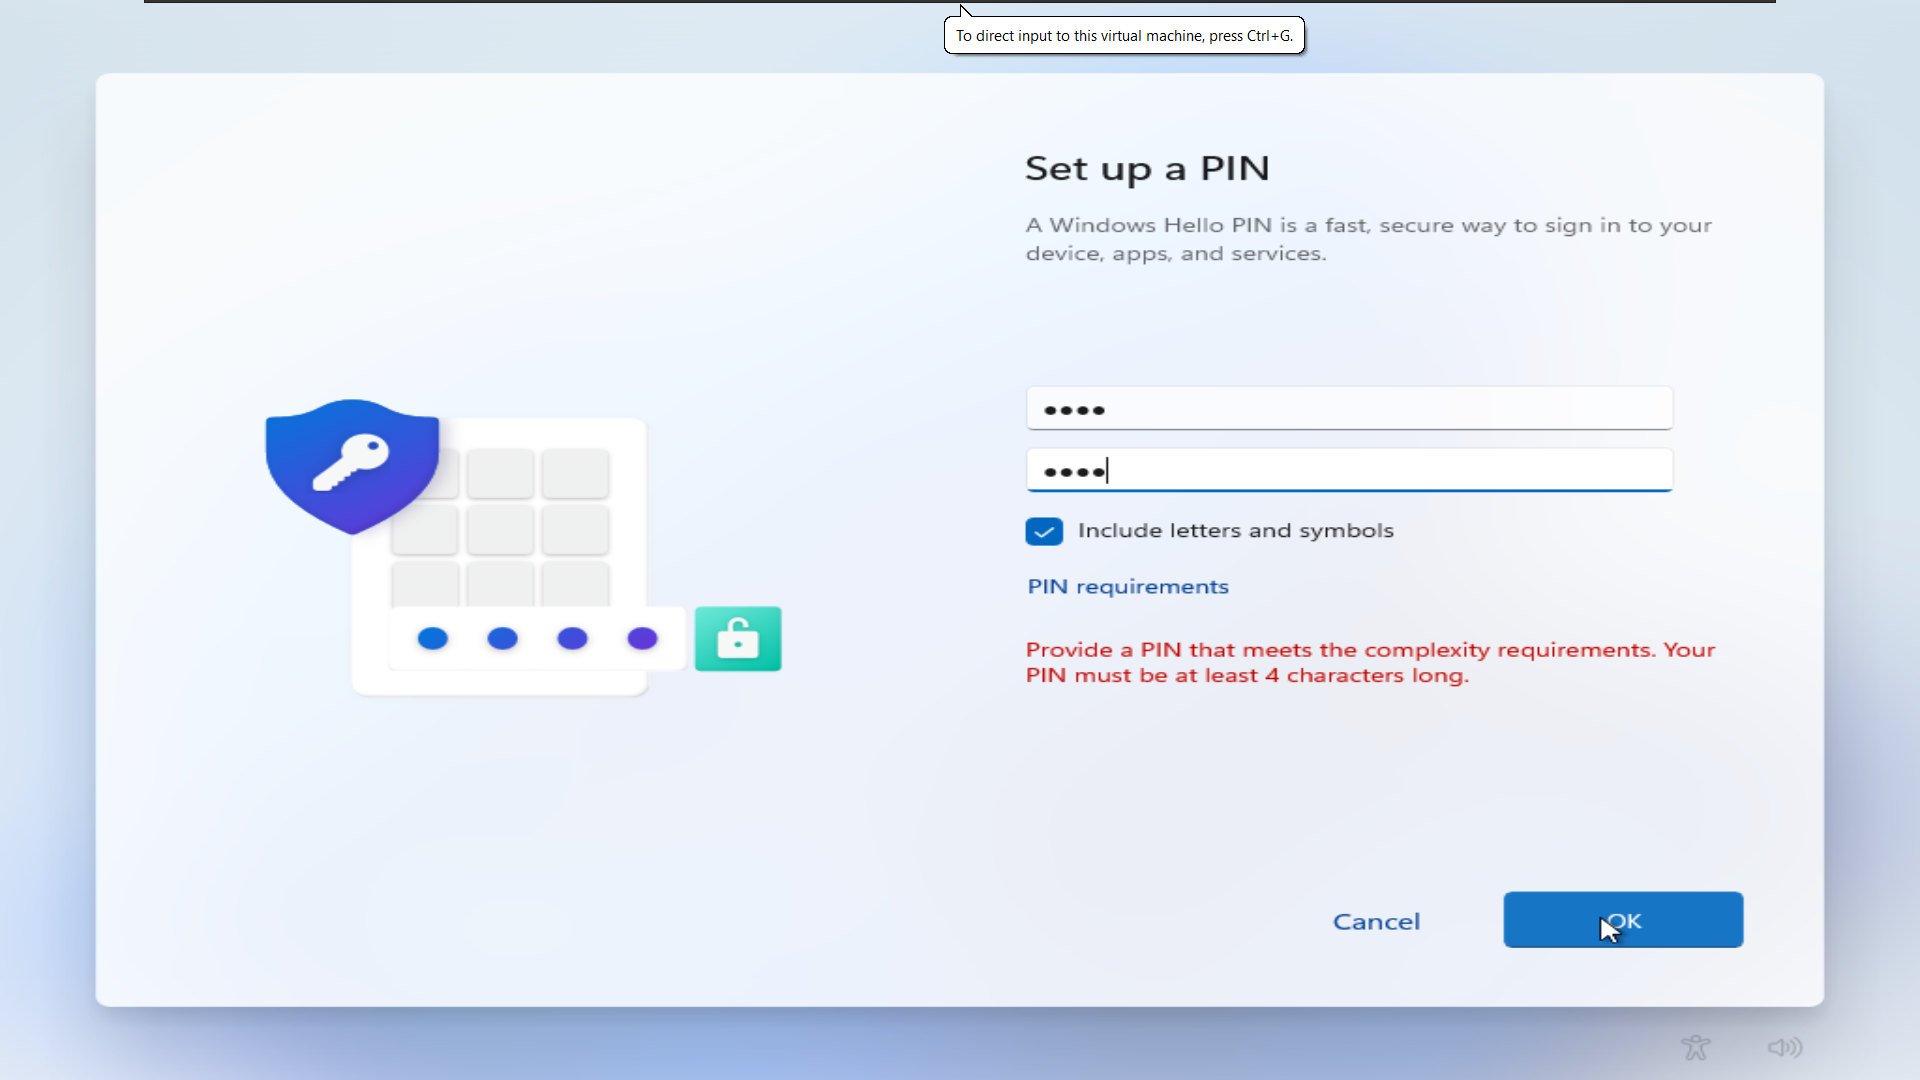 To direct input to this virtual machine, press Ctrl+G.
Set up a PIN
A Windows Hello PIN is a fast, secure way to sign in to your
device, apps, and services.
Include letters and symbols
PIN requirements
Provide a PIN that meets the complexity requirements. Your
PIN must be at least 4 characters long.
Cancel
OK